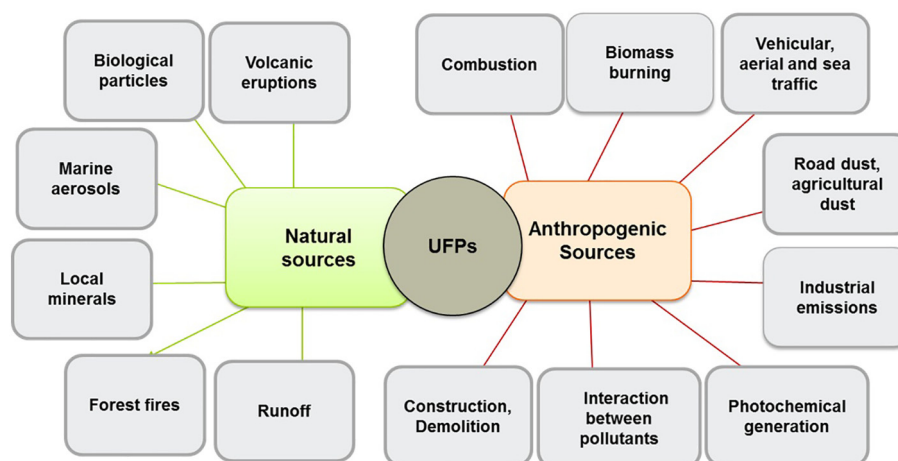 Biological
particles
Volcanic
eruptions
Combustion
Biomass
burning
Vehicular,
aerial and sea
traffic
Marine
aerosols
Road dust,
agricultural
dust
Natural
sources
UFPs
Anthropogenic
Sources
Local
minerals
Industrial
emissions
Forest fires
Runoff
Construction,
Demolition
Interaction
between
pollutants
Photochemical
generation